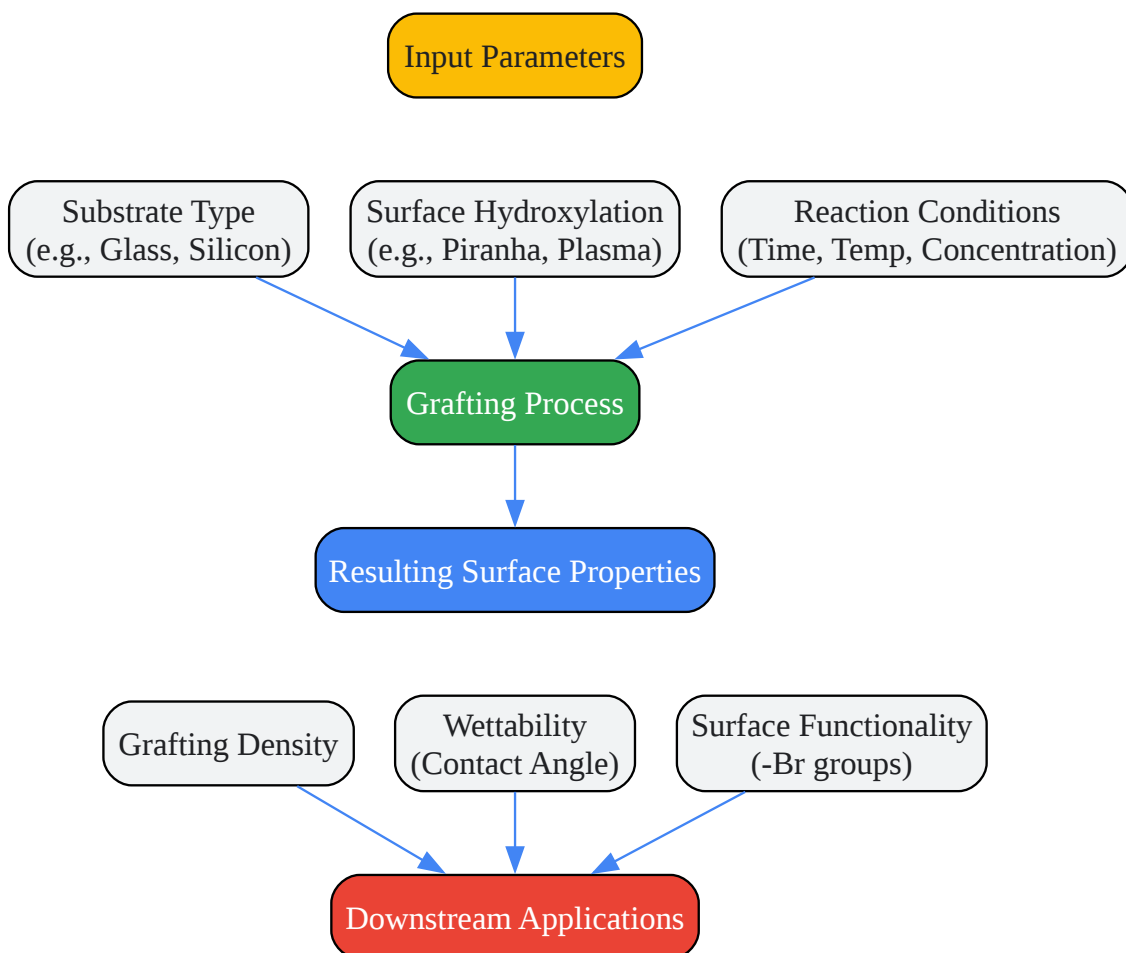 Input Parameters
Substrate Type
(e.g., Glass, Silicon)
Surface Hydroxylation
(e.g., Piranha, Plasma)
Reaction Conditions
(Time, Temp, Concentration)
Grafting Process
Resulting Surface Properties
Grafting Density
Wettability
(Contact Angle)
Surface Functionality
(-Br groups)
Downstream Applications